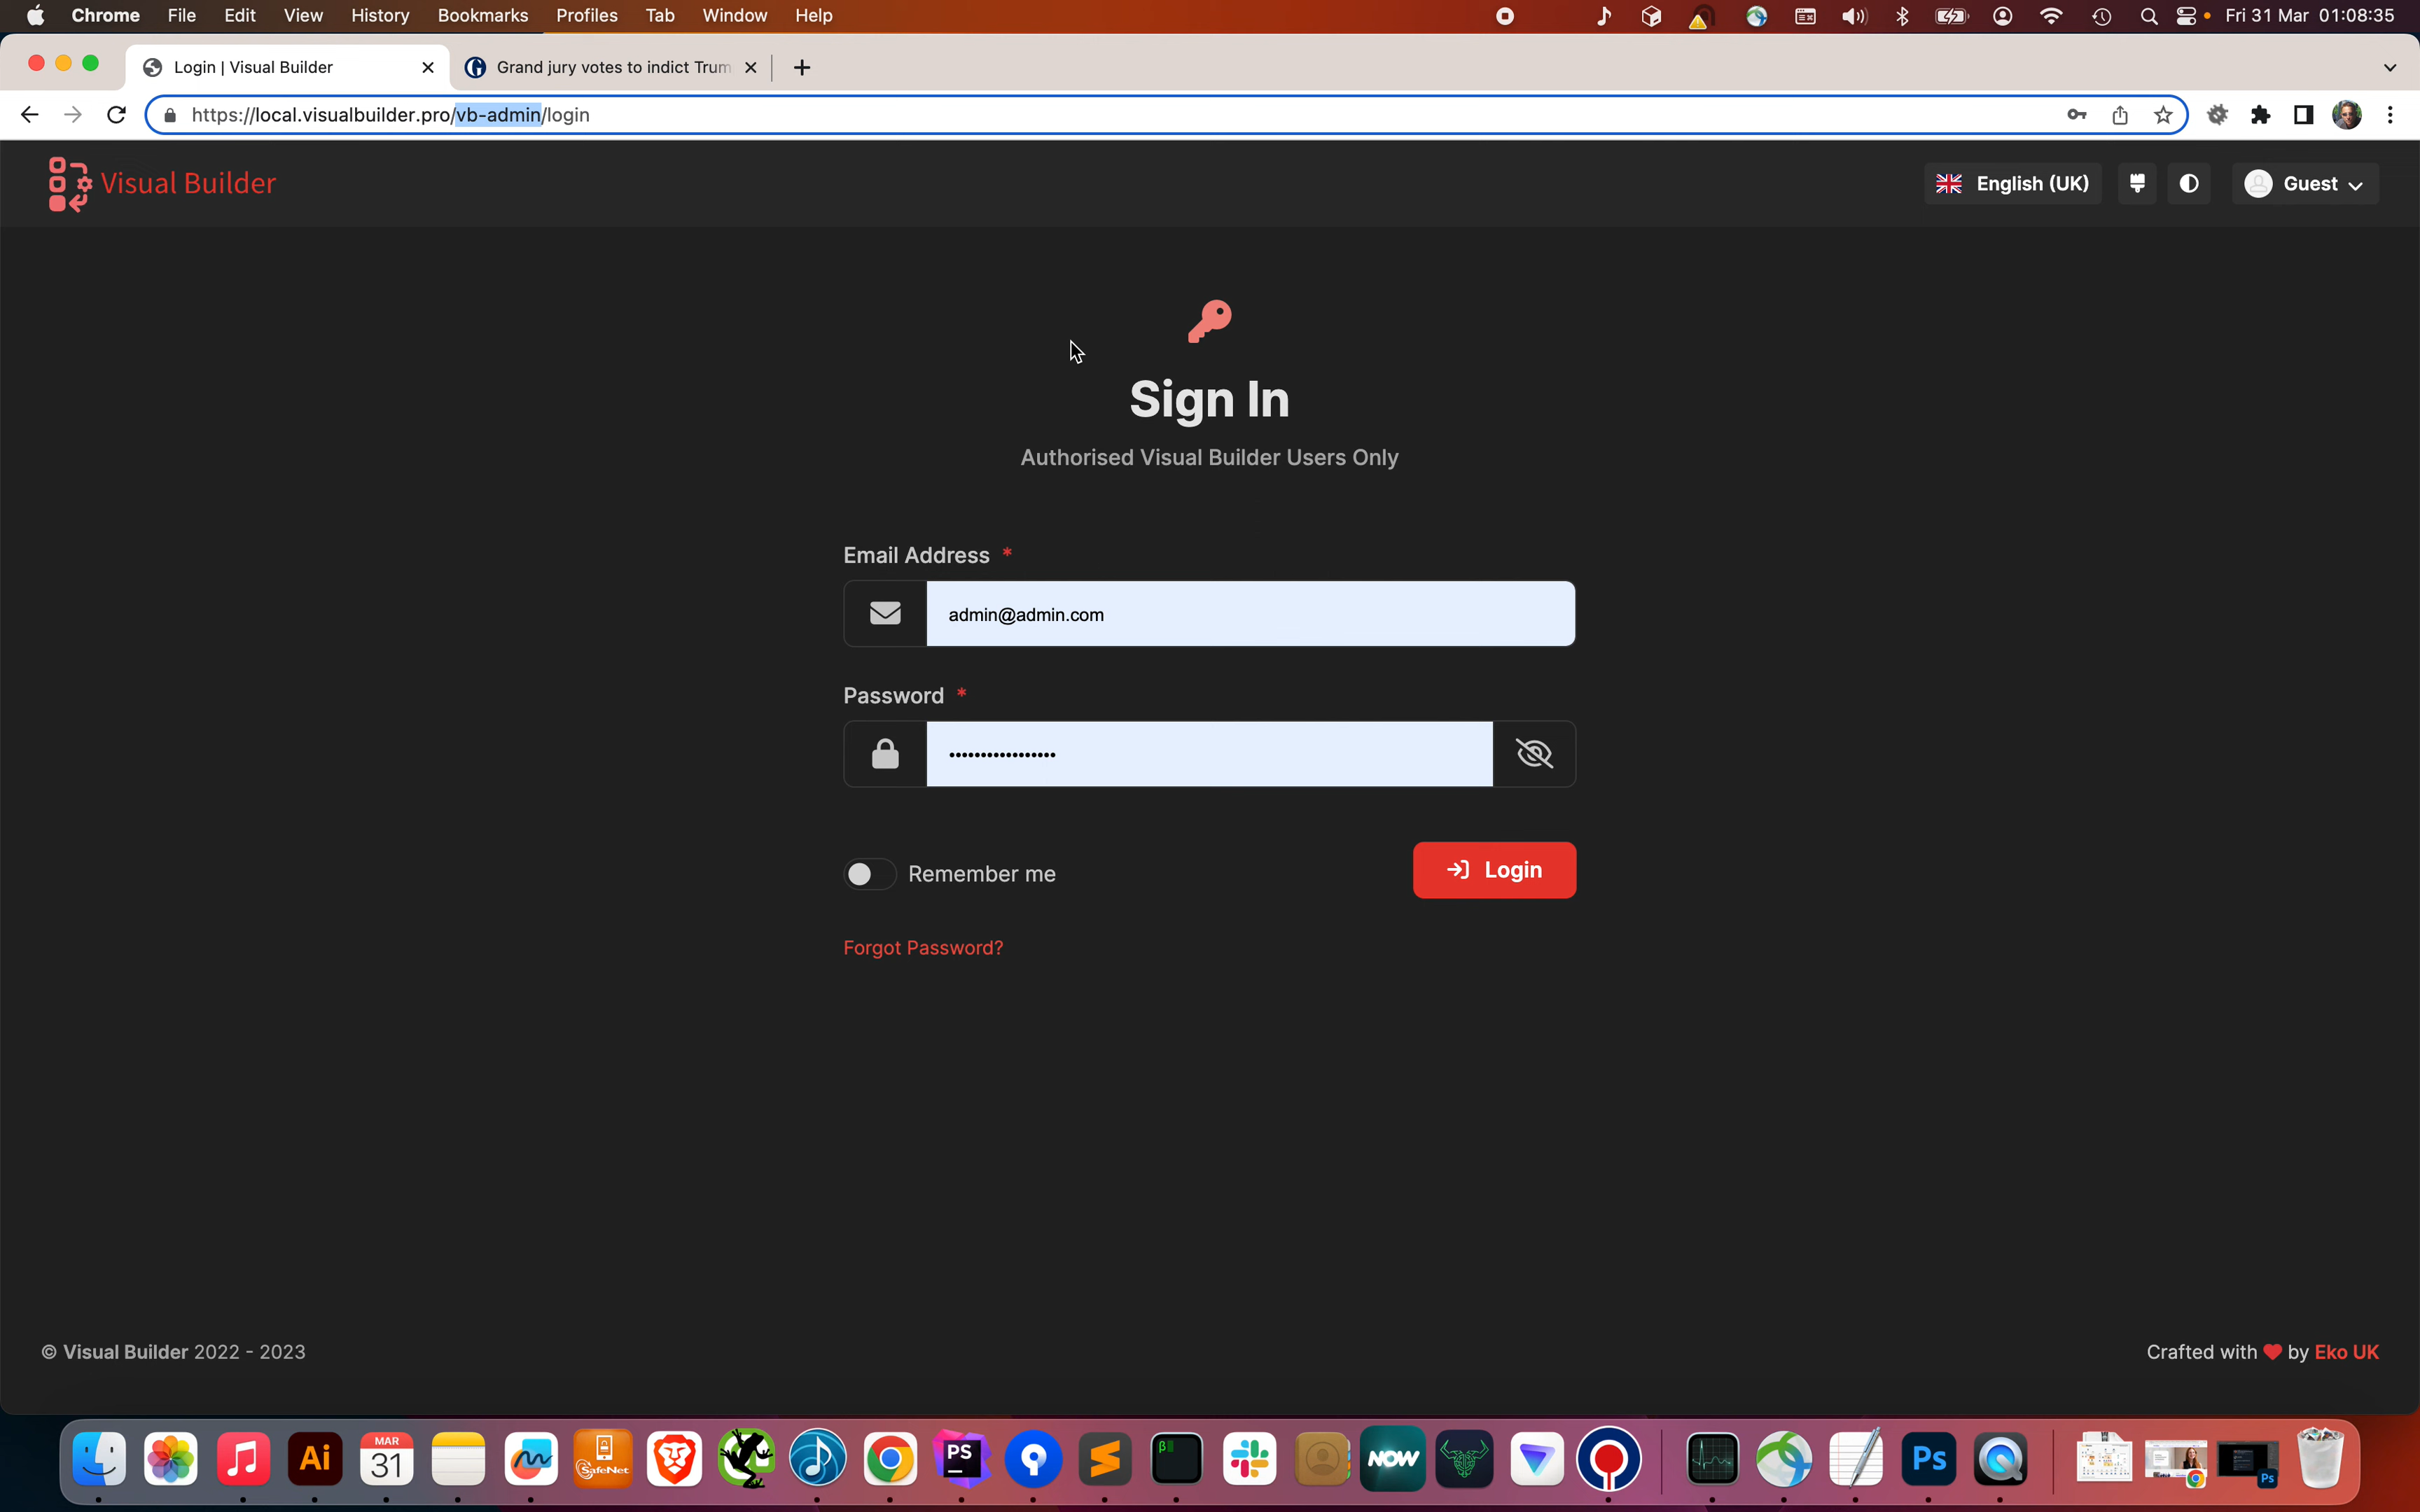 Chrome File Edit View History Bookmarks Profiles Tab Window Help Fri 31 Mar 01:08:35
Login | Visual Builder Grand jury votes to indict Trum
https://local.visualbuilder.pro/vb-admin/login
Visual Builder English (UK) Guest
Sign In
Authorised Visual Builder Users Only
Email Address *
admin@admin.com
Password *
•••••••••••••••••
Remember me Login
Forgot Password?
© Visual Builder 2022 - 2023 Crafted with ❤ by Eko UK
Ai MAR 31 SafeNet PS NOW Ps Ps